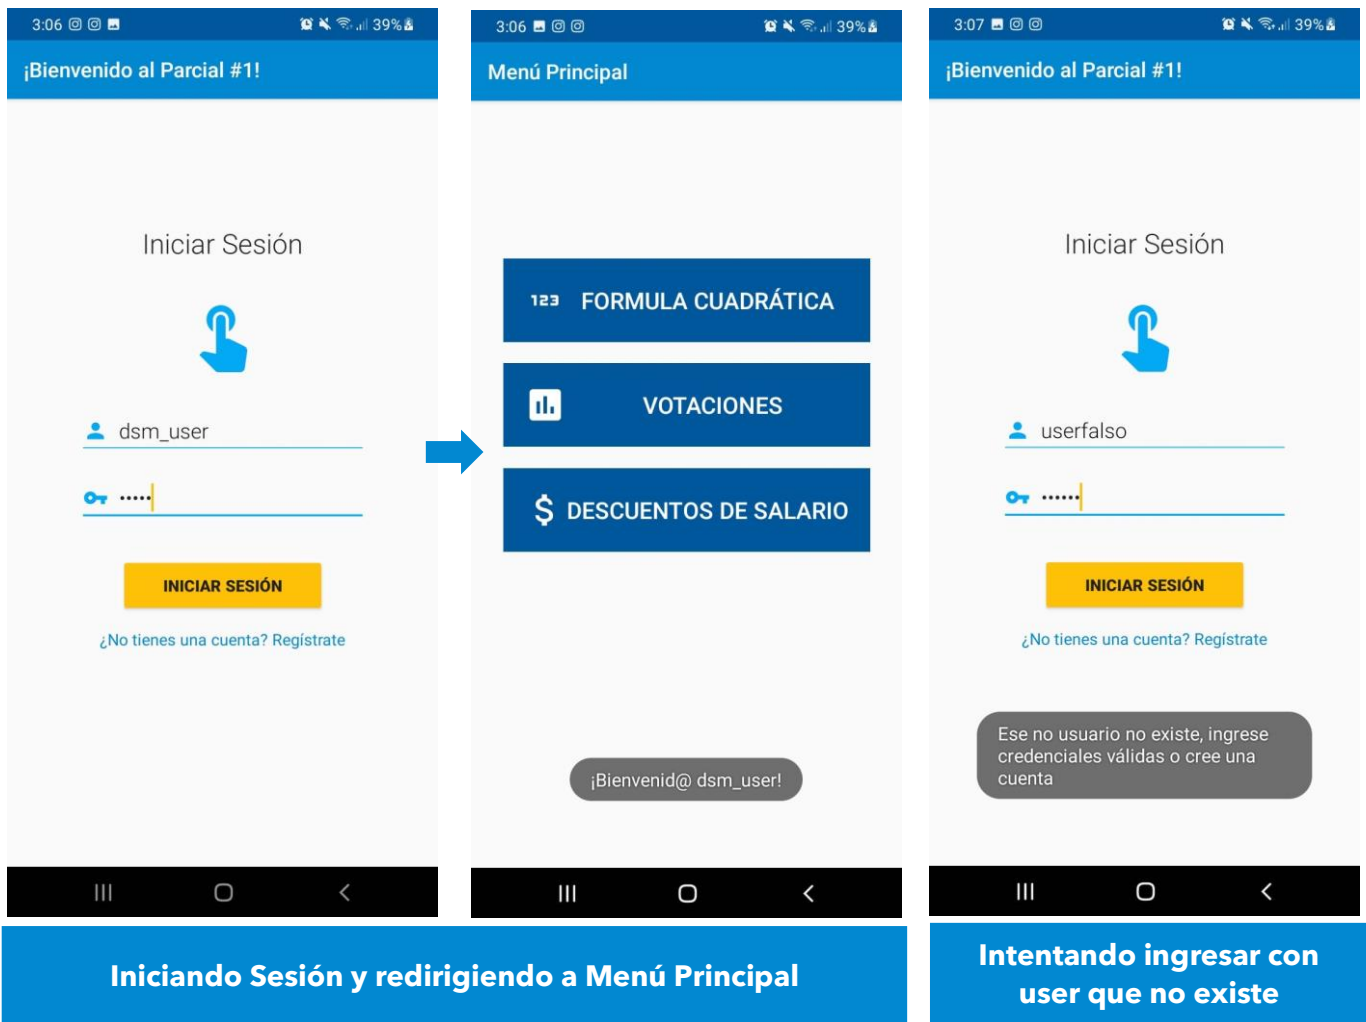 3:06
39%
¡Bienvenido al Parcial #1!
Iniciar Sesión
dsm_user
•••••
INICIAR SESIÓN
¿No tienes una cuenta? Regístrate
3:06
39%
Menú Principal
123 FORMULA CUADRÁTICA
VOTACIONES
$ DESCUENTOS DE SALARIO
¡Bienvenid@ dsm_user!
Iniciando Sesión y redirigiendo a Menú Principal
3:07
39%
¡Bienvenido al Parcial #1!
Iniciar Sesión
userfalso
••••••
INICIAR SESIÓN
¿No tienes una cuenta? Regístrate
Ese no usuario no existe, ingrese
credenciales válidas o cree una
cuenta
Intentando ingresar con
user que no existe